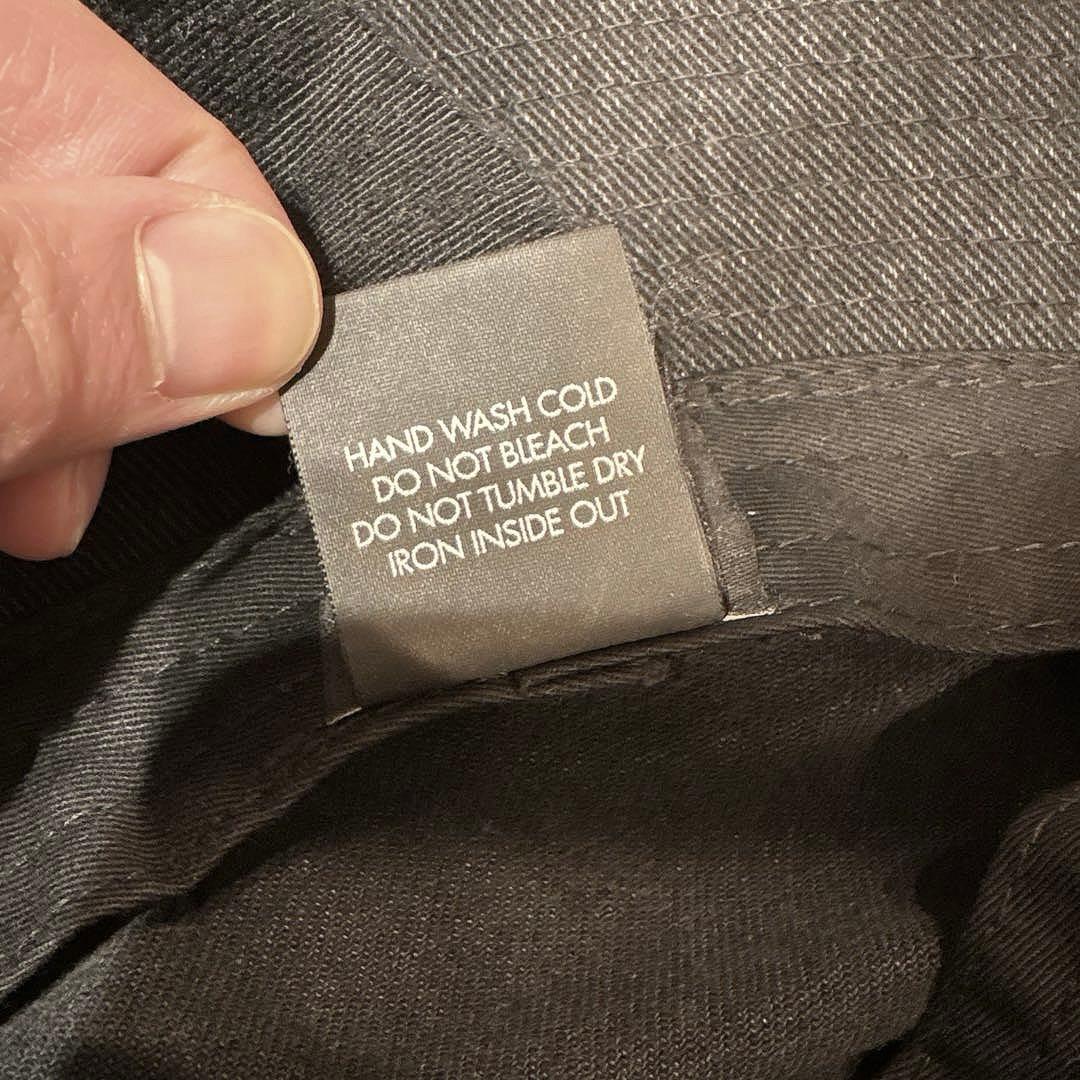 HAND WASH COLD
DO NOT BLEACH
DO NOT TUMBLE DRY
IRON INSIDE OUT